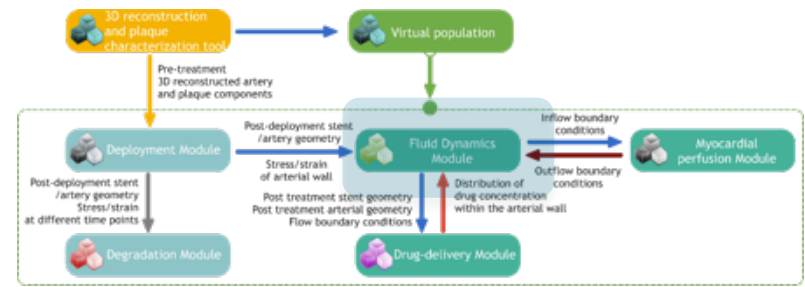 3D reconstruction
and plaque
characterization tool
Virtual population
Pre-treatment
3D reconstructed artery
and plaque components
Deployment Module
Post-deployment stent
/artery geometry
Stress/strain
of arterial wall
Fluid Dynamics
Module
Inflow boundary
conditions
Outflow boundary
conditions
Myocardial
perfusion Module
Post-deployment stent
/artery geometry
Stress/strain
at different time points
Post treatment stent geometry
Post treatment arterial geometry
Flow boundary conditions
Distribution of
drug concentration
within the arterial wall
Degradation Module
Drug-delivery Module